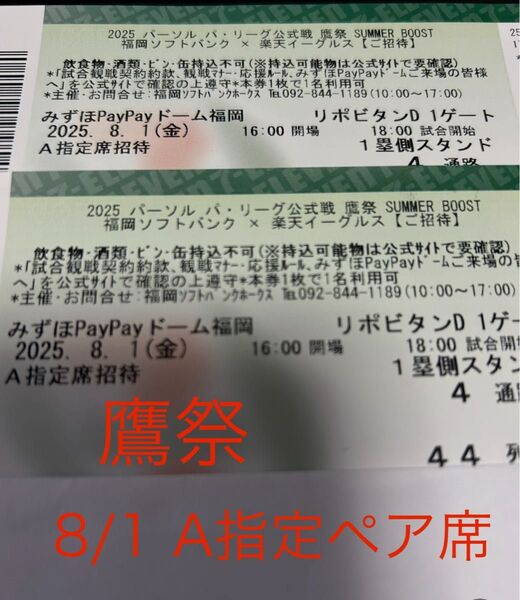 2025 パーソル パ・リーグ公式戦 鷹祭 SUMMER BOOST
福岡ソフトバンク × 楽天イーグルス【ご招待】
飲食物・酒類・ビン・缶持込不可(※持込可能物は公式サイトで要確認)
*「試合観戦契約約款、観戦マナー・応援ルール、みずほPayPayドームご来場の皆様
へ」を公式サイトで確認の上遵守*本券1枚で1名利用可
*主催・お問合せ:福岡ソフトバンクホークス ℡092-844-1189(10:00～17:00)
みずほPayPayドーム福岡 リポビタンD 1ゲート
2025. 8. 1(金) 16:00 開場 18:00 試合開始
A指定席招待 1塁側スタンド
4 通路
2025 パーソル パ・リーグ公式戦 鷹祭 SUMMER BOOST
福岡ソフトバンク × 楽天イーグルス【ご招待】
飲食物・酒類・ビン・缶持込不可(※持込可能物は公式サイトで要確認)
*「試合観戦契約約款、観戦マナー・応援ルール、みずほPayPayドームご来場の皆
へ」を公式サイトで確認の上遵守*本券1枚で1名利用可
*主催・お問合せ:福岡ソフトバンクホークス ℡092-844-1189(10:00～17:00)
みずほPayPayドーム福岡 リポビタンD 1ゲー
2025. 8. 1(金) 16:00 開場 18:00 試合開
A指定席招待 1塁側スタン
4 通
44 列
鷹祭
8/1 A指定ペア席